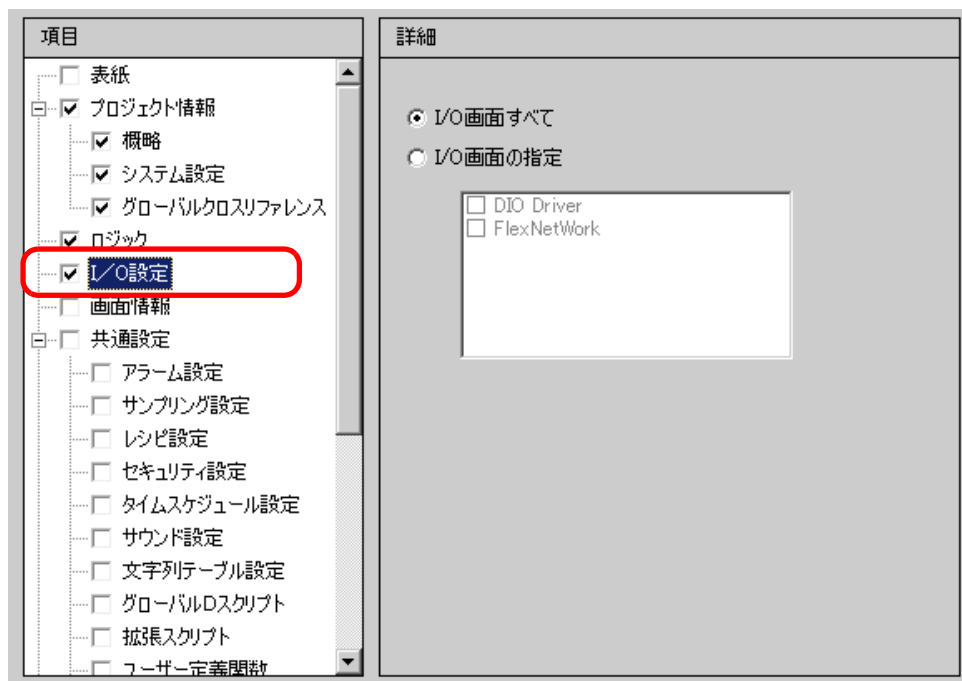 項目
表紙
プロジェクト情報
概略
システム設定
グローバルクロスリファレンス
ロジック
I/O設定
画面情報
共通設定
アラーム設定
サンプリング設定
レシピ設定
セキュリティ設定
タイムスケジュール設定
サウンド設定
文字列テーブル設定
グローバルDスクリプト
拡張スクリプト
ユーザー定義関数
詳細
I/O画面すべて
I/O画面の指定
DIO Driver
FlexNetWork